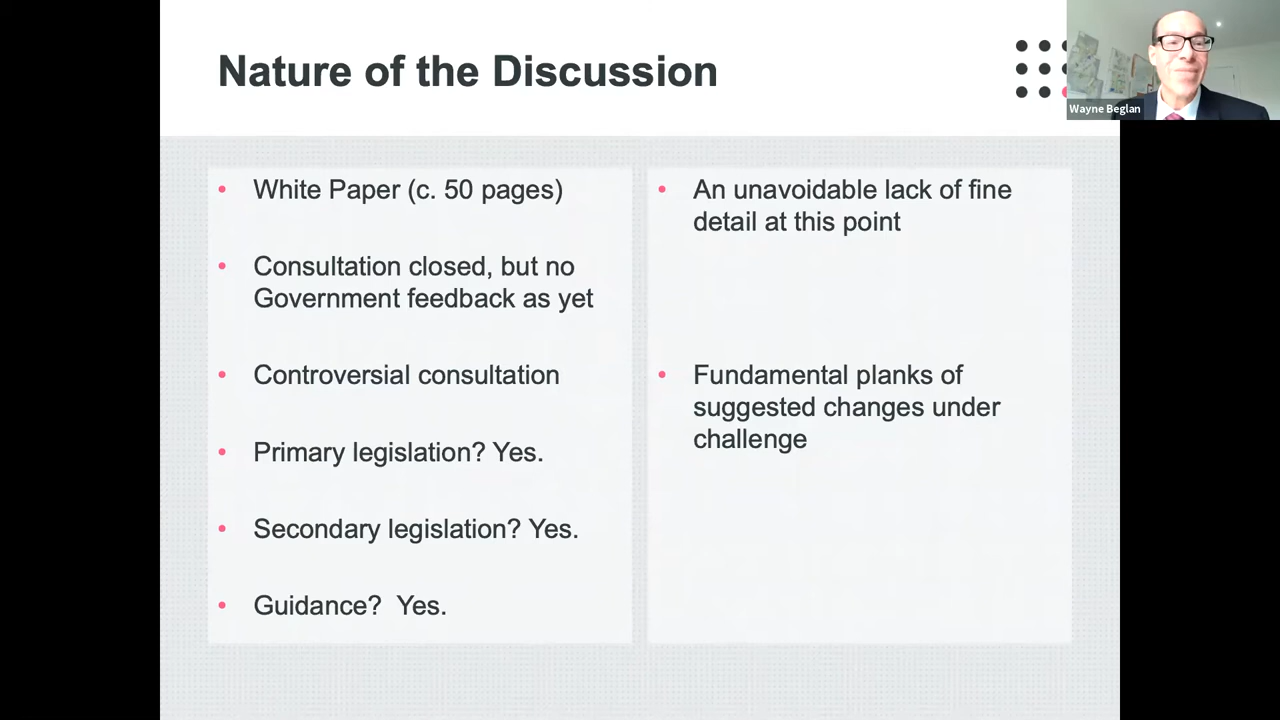 Nature of the Discussion
Wayne Beglan
• White Paper (c. 50 pages)
• Consultation closed, but no
Government feedback as yet
• Controversial consultation
• Primary legislation? Yes.
• Secondary legislation? Yes.
• Guidance?  Yes.
• An unavoidable lack of fine
detail at this point
• Fundamental planks of
suggested changes under
challenge